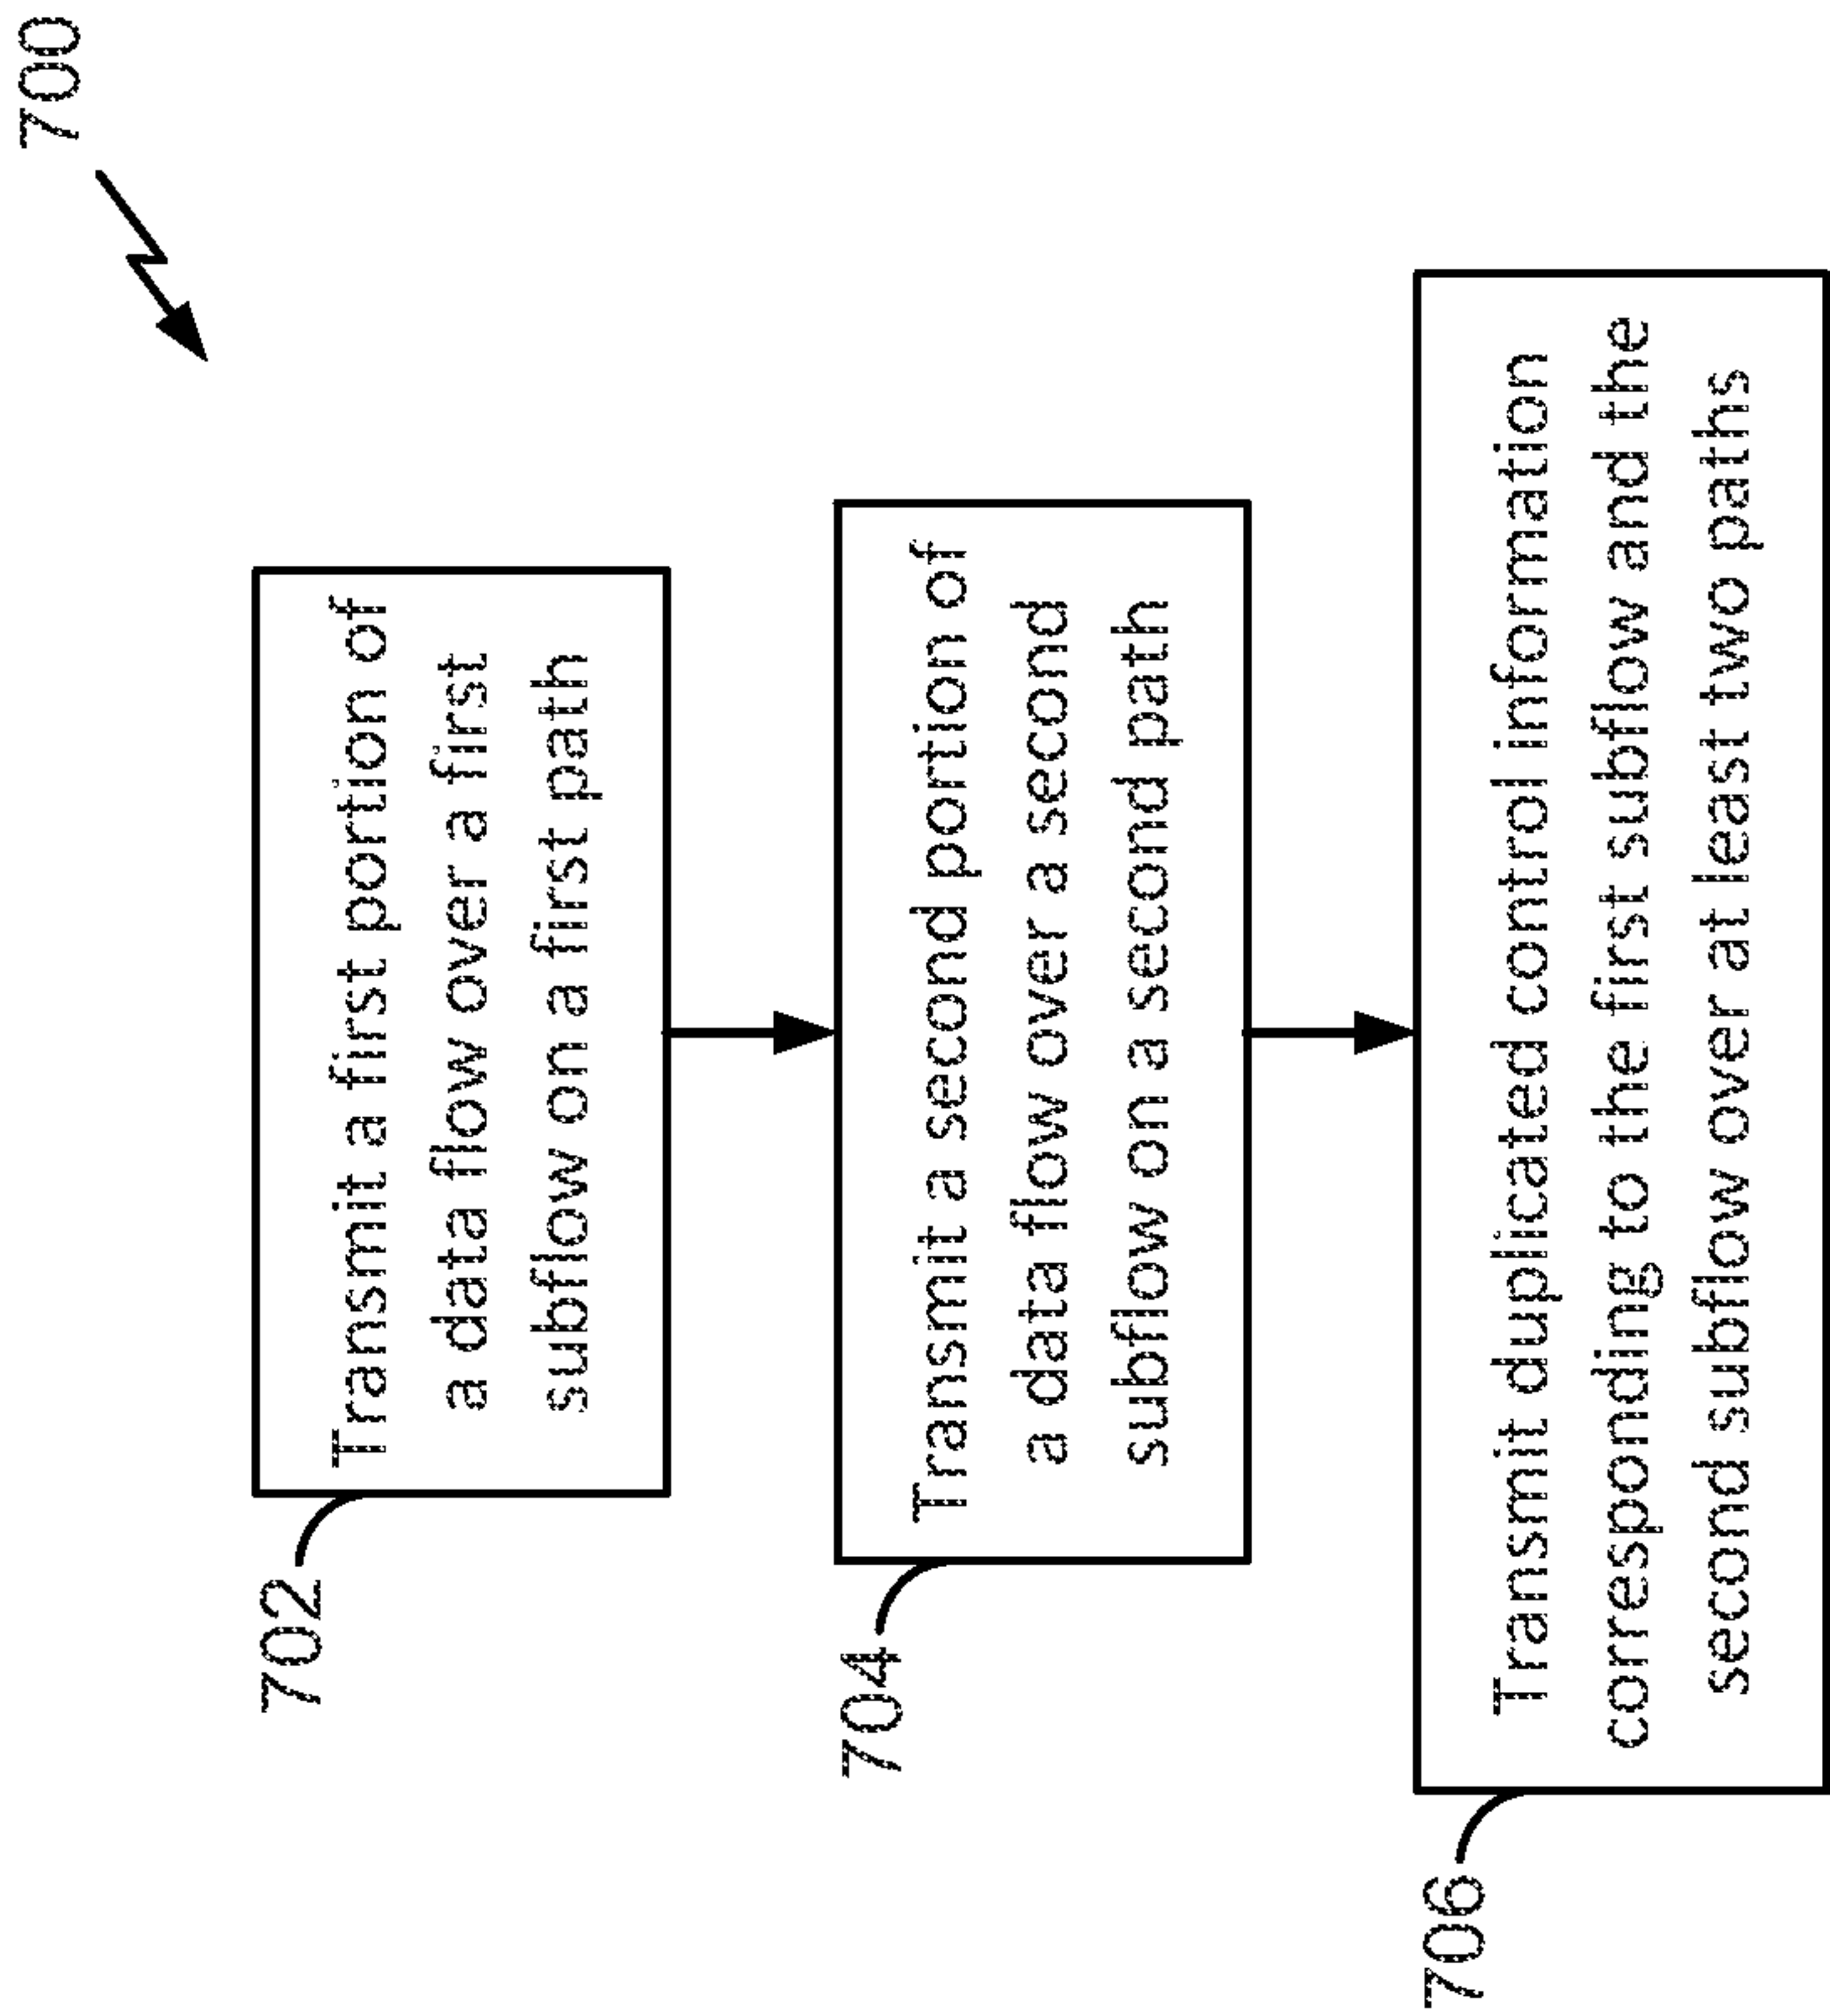 700
702
Transmit a first portion of
a data flow over a first
subflow on a first path
704
Transmit a second portion of
a data flow over a second
subflow on a second path
706
Transmit duplicated control information
corresponding to the first subflow and the
second subflow over at least two paths